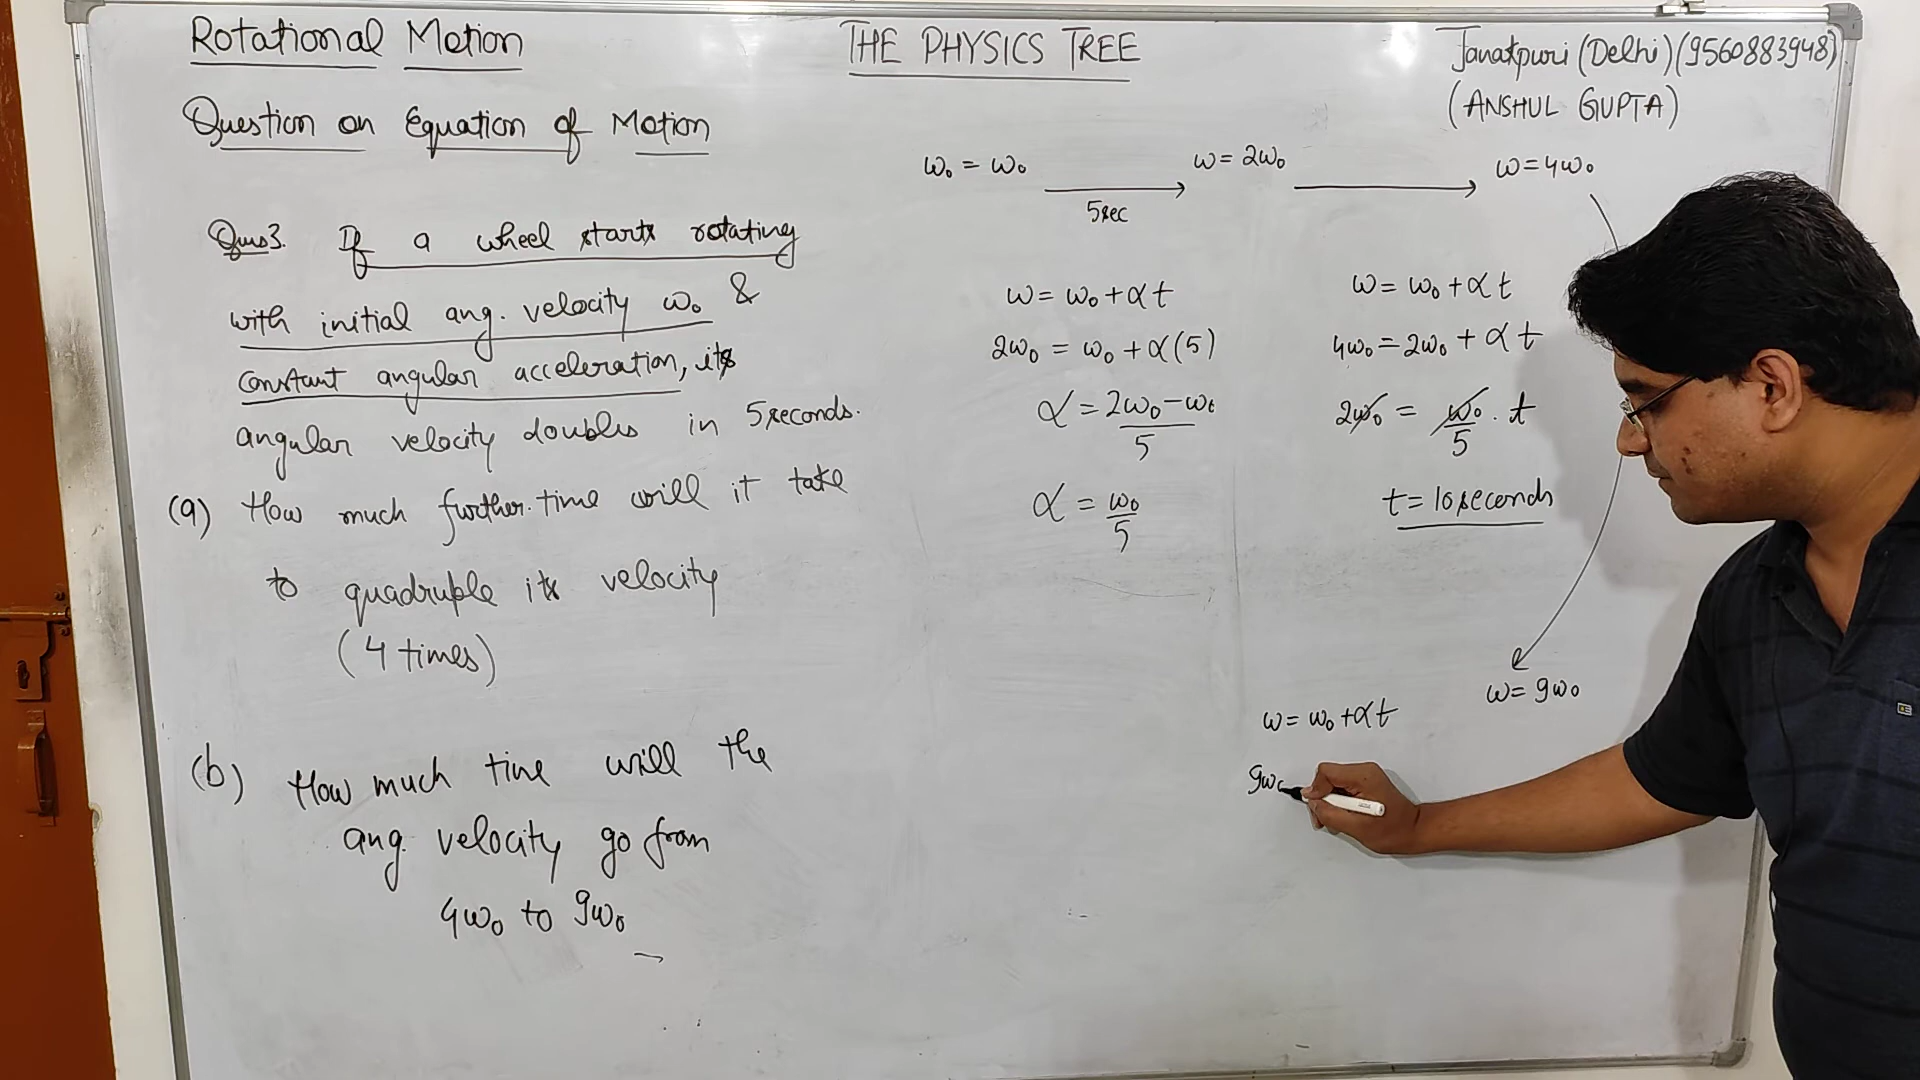 Rotational Motion
THE PHYSICS TREE
Janakpuri (Delhi) (9560883948)
(ANSHUL GUPTA)
Question on Equation of Motion
Ques3. If a wheel starts rotating
with initial ang. velocity ω₀ &
constant angular acceleration, its
angular velocity doubles in 5seconds.
(a) How much further time will it take
to quadruple its velocity
(4 times)
(b) How much time will the
ang. velocity go from
4ω₀ to 9ω₀
ω₀ = ω₀
5sec
ω = 2ω₀
ω = 4ω₀
ω = ω₀ + αt
2ω₀ = ω₀ + α(5)
α = 2ω₀ - ω₀
5
α = ω₀
5
ω = ω₀ + αt
4ω₀ = 2ω₀ + αt
2ω₀ = ω₀ . t
5
t = 10seconds
ω = 9ω₀
ω = ω₀ + αt
9ω₀